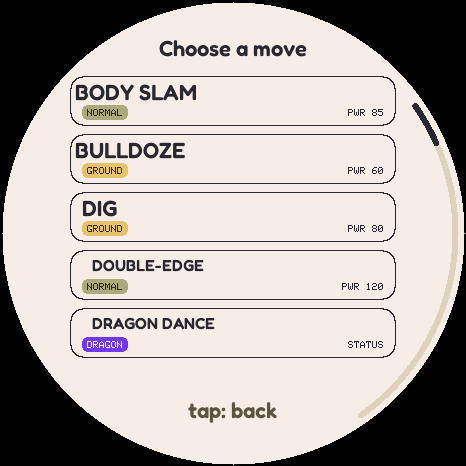 Choose a move
BODY SLAM
NORMAL PWR 85
BULLDOZE
GROUND PWR 60
DIG
GROUND PWR 80
DOUBLE-EDGE
NORMAL PWR 120
DRAGON DANCE
DRAGON STATUS
tap: back